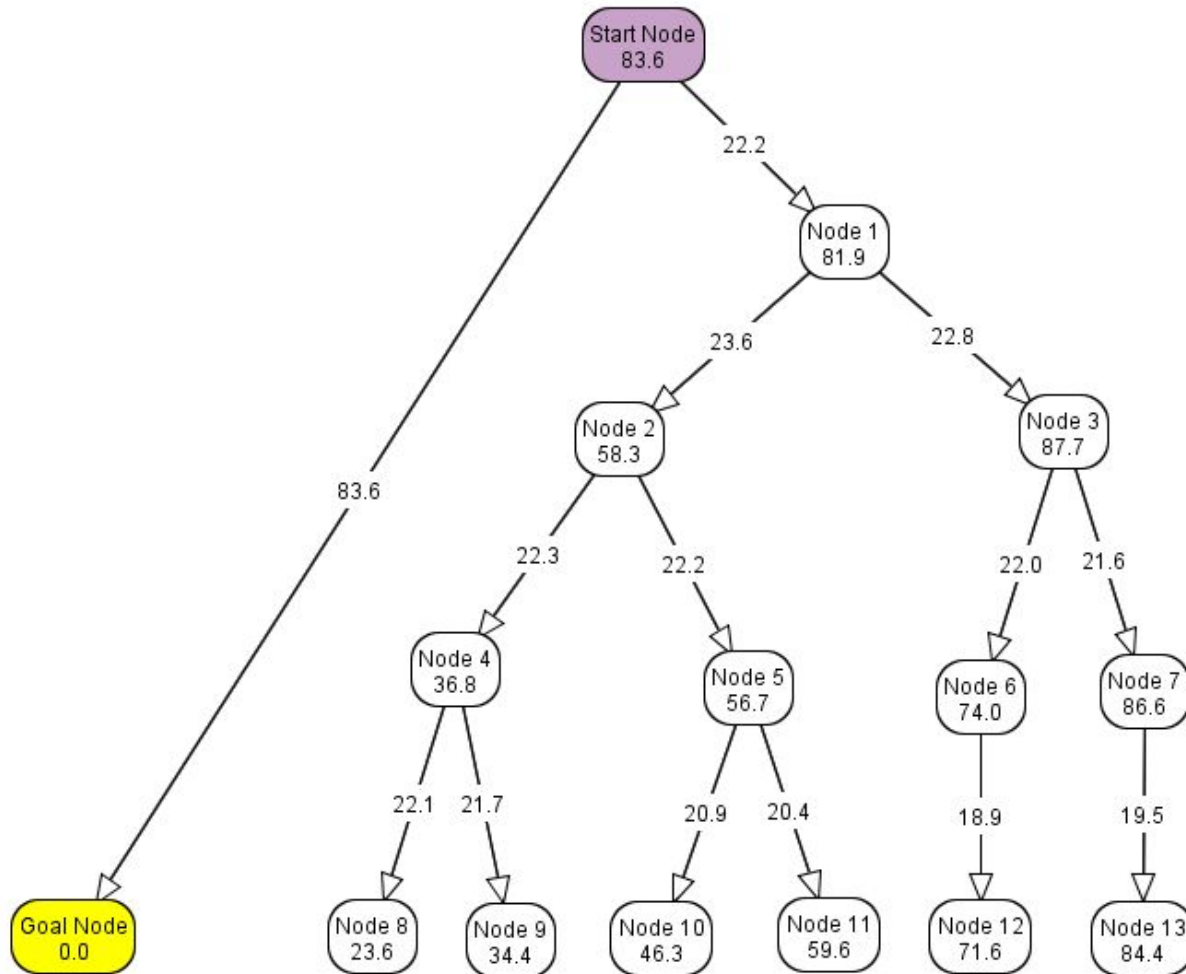 Start Node
83.6
22.2
Node 1
81.9
23.6
22.8
Node 2
58.3
Node 3
87.7
83.6
22.3
22.2
22.0
21.6
Node 4
36.8
Node 5
56.7
Node 6
74.0
Node 7
86.6
22.1
21.7
20.9
20.4
18.9
19.5
Goal Node
0.0
Node 8
23.6
Node 9
34.4
Node 10
46.3
Node 11
59.6
Node 12
71.6
Node 13
84.4